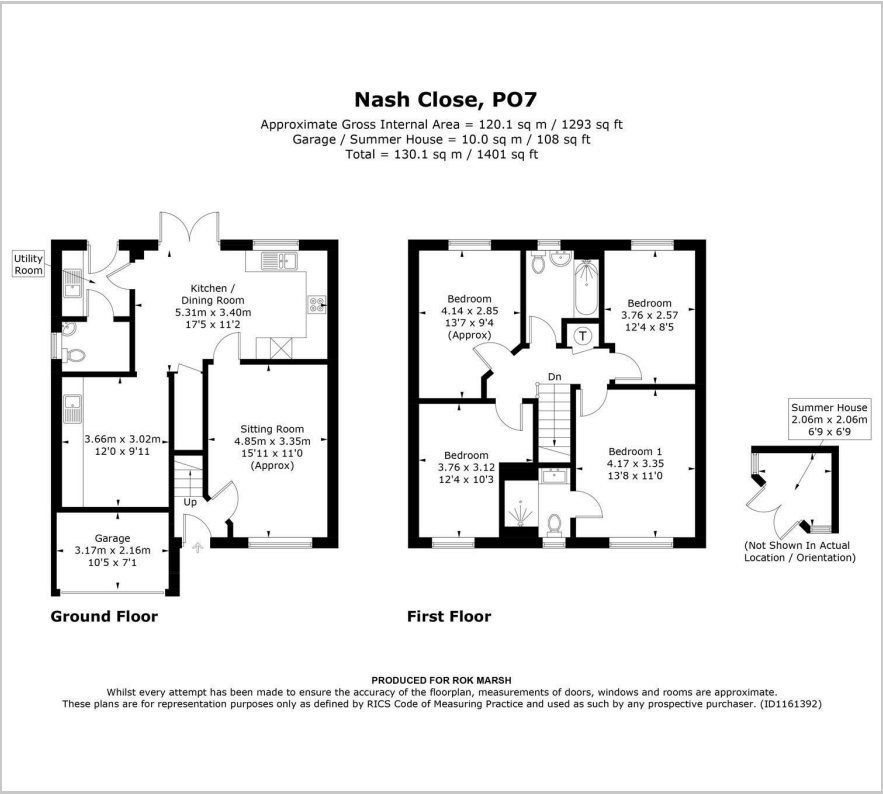 Nash Close, PO7
Approximate Gross Internal Area = 120.1 sq m / 1293 sq ft
Garage / Summer House = 10.0 sq m / 108 sq ft
Total = 130.1 sq m / 1401 sq ft
Utility
Room
Kitchen /
Dining Room
5.31m x 3.40m
17'5 x 11'2
3.66m x 3.02m
12'0 x 9'11
Sitting Room
4.85m x 3.35m
15'11 x 11'0
(Approx)
Up
Garage
3.17m x 2.16m
10'5 x 7'1
Ground Floor
Bedroom
4.14 x 2.85
13'7 x 9'4
(Approx)
Bedroom
3.76 x 2.57
12'4 x 8'5
T
Dn
Bedroom
3.76 x 3.12
12'4 x 10'3
Bedroom 1
4.17 x 3.35
13'8 x 11'0
First Floor
Summer House
2.06m x 2.06m
6'9 x 6'9
(Not Shown In Actual
Location / Orientation)
PRODUCED FOR ROK MARSH
Whilst every attempt has been made to ensure the accuracy of the floorplan, measurements of doors, windows and rooms are approximate.
These plans are for representation purposes only as defined by RICS Code of Measuring Practice and used as such by any prospective purchaser. (ID1161392)